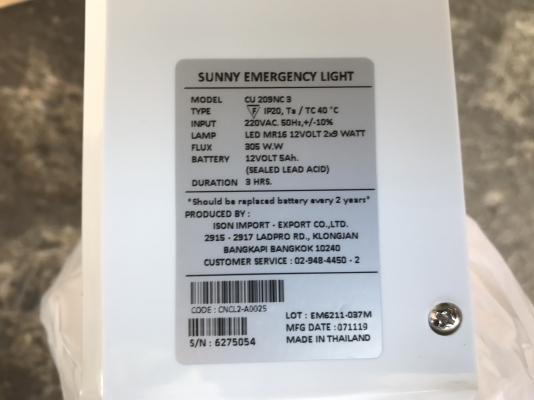 SUNNY EMERGENCY LIGHT
MODEL CU 209NC 3
TYPE F IP20, Ta / TC 40 °C
INPUT 220VAC. 50Hz,+/-10%
LAMP LED MR16 12VOLT 2x9 WATT
FLUX 305 W.W
BATTERY 12VOLT 5Ah.
(SEALED LEAD ACID)
DURATION 3 HRS.
"Should be replaced battery every 2 years"
PRODUCED BY :
ISON IMPORT - EXPORT CO.,LTD.
2915 - 2917 LADPRO RD., KLONGJAN
BANGKAPI BANGKOK 10240
CUSTOMER SERVICE : 02-948-4450 - 2
CODE : CNCL2-A0025
LOT : EM6211-037M
MFG DATE : 071119
S/N : 6275054
MADE IN THAILAND